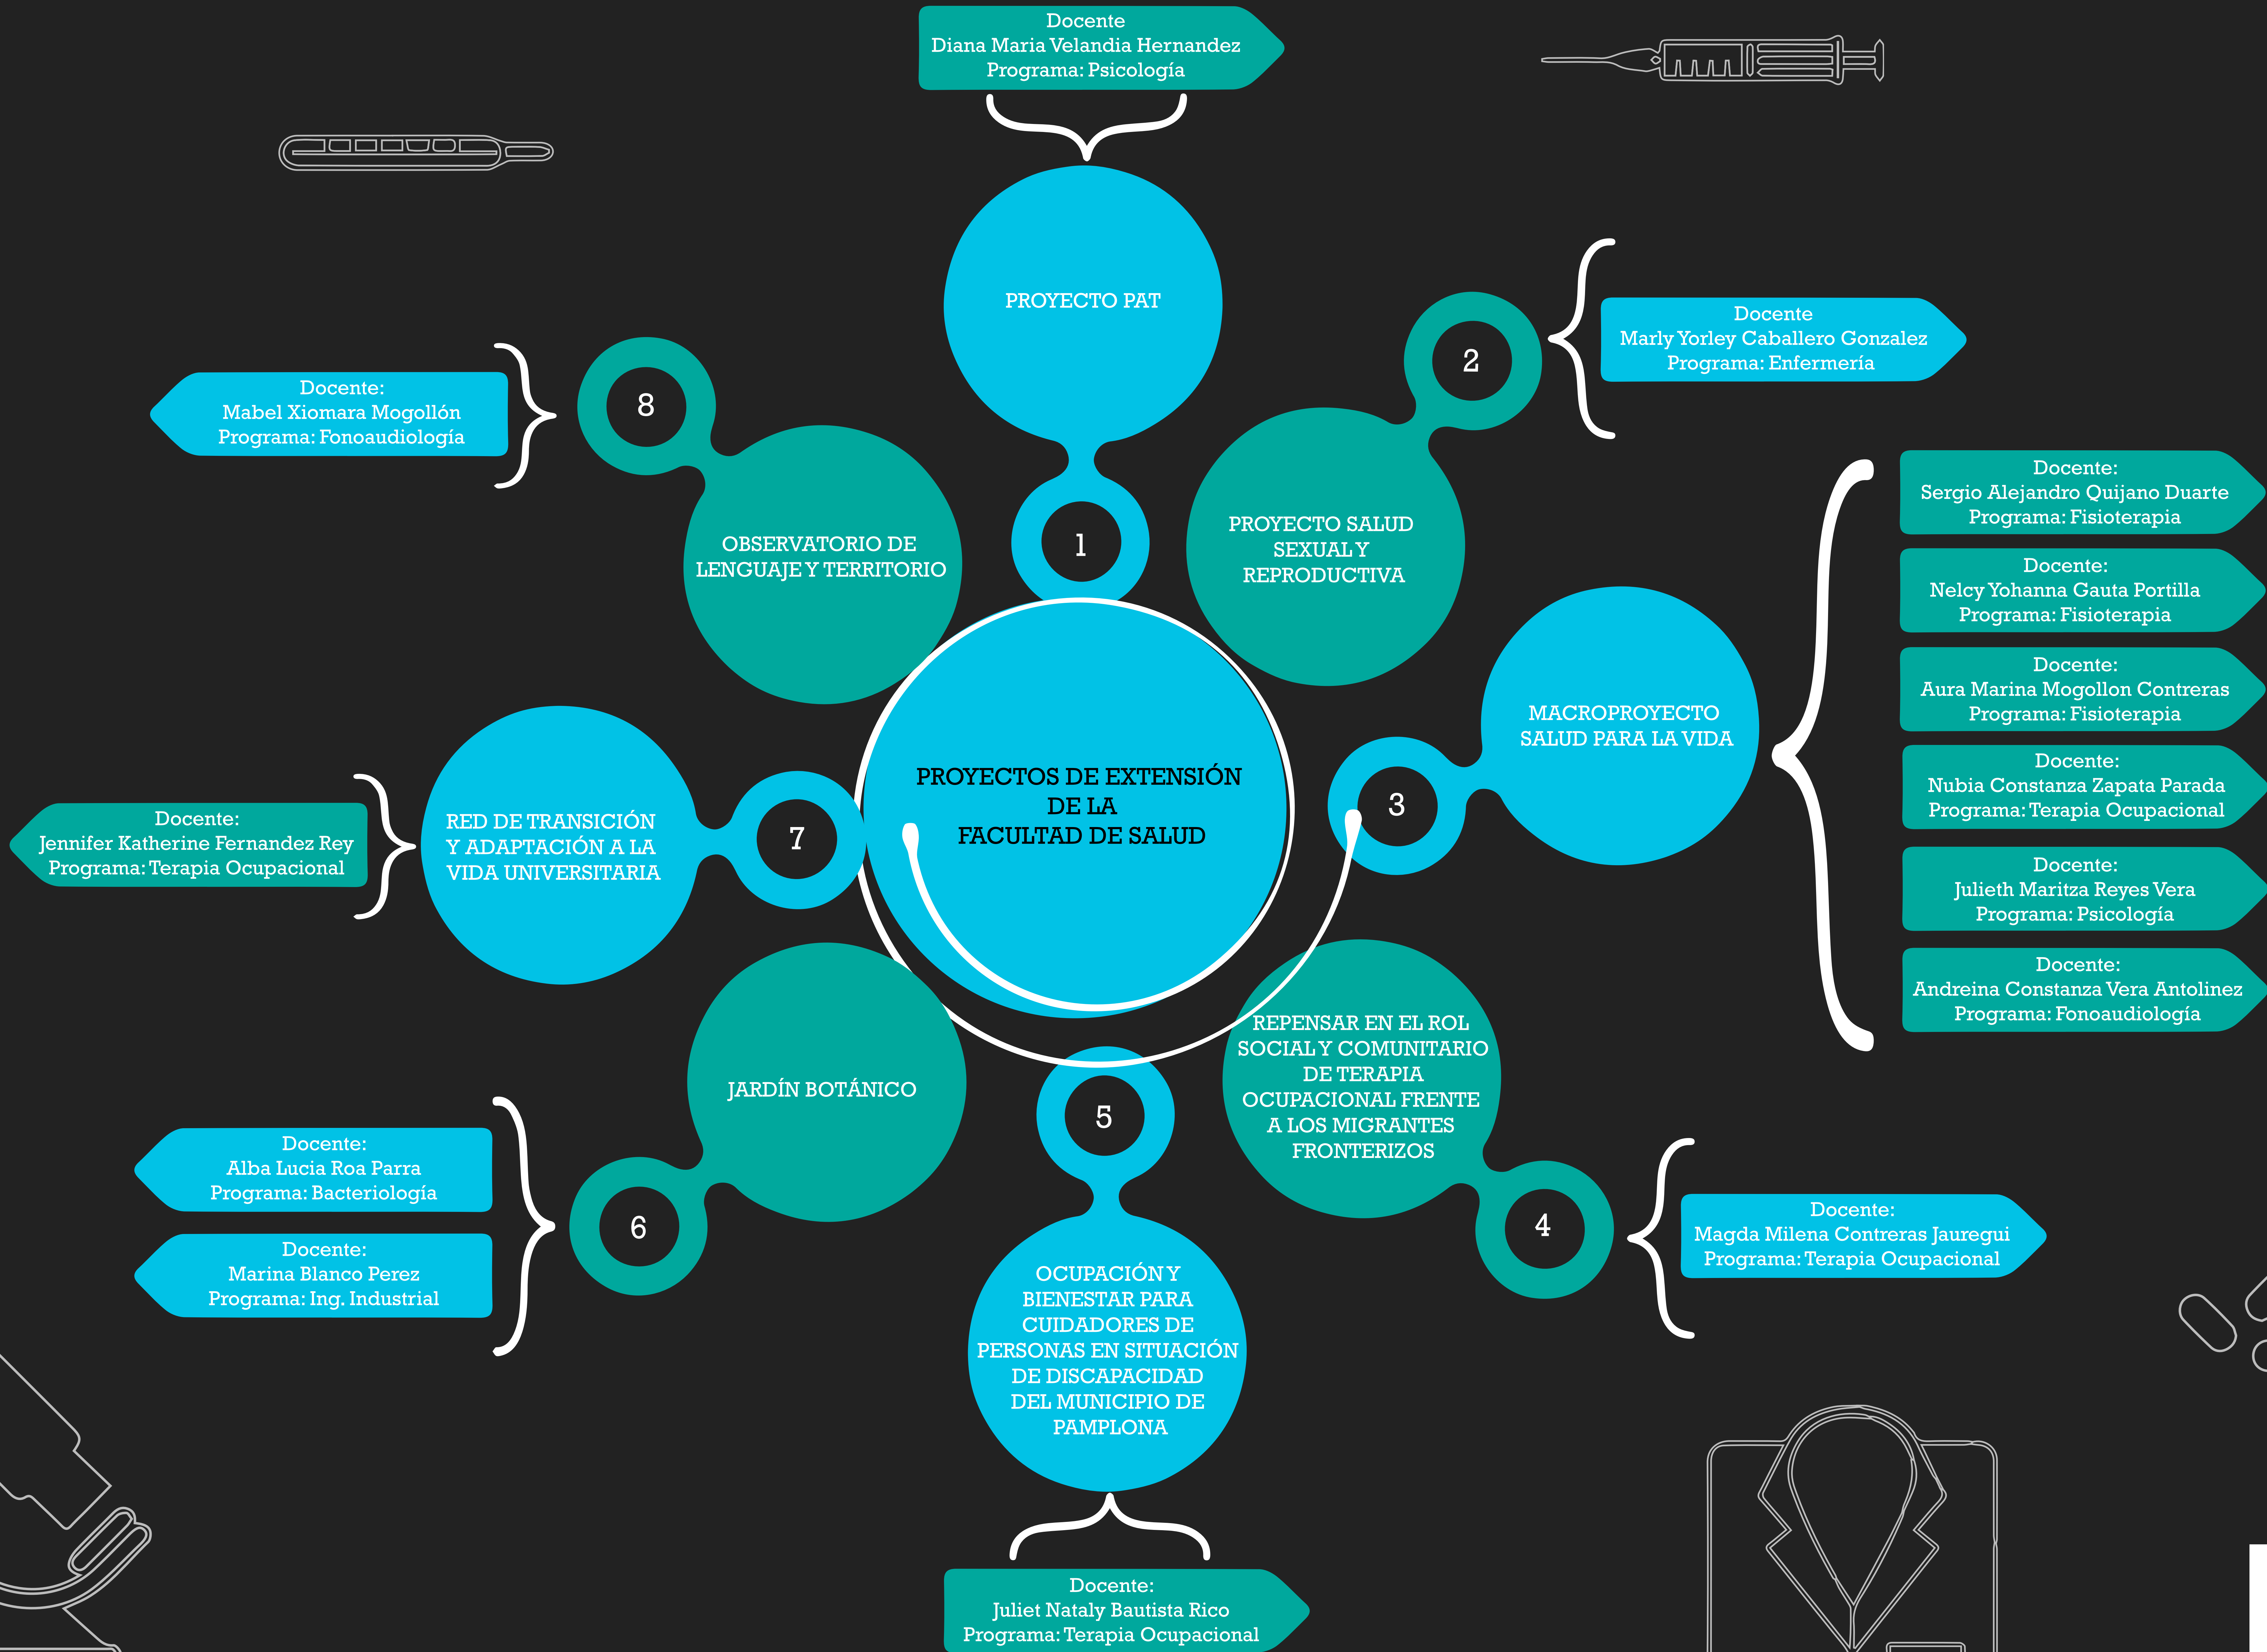 PROYECTOS DE EXTENSIÓN
DE LA
FACULTAD DE SALUD
Docente
Diana Maria Velandia Hernandez
Programa: Psicología
PROYECTO PAT
1
2
PROYECTO SALUD
SEXUAL Y
REPRODUCTIVA
Docente
Marly Yorley Caballero Gonzalez
Programa: Enfermería
3
MACROPROYECTO
SALUD PARA LA VIDA
Docente:
Sergio Alejandro Quijano Duarte
Programa: Fisioterapia
Docente:
Nelcy Yohanna Gauta Portilla
Programa: Fisioterapia
Docente:
Aura Marina Mogollon Contreras
Programa: Fisioterapia
Docente:
Nubia Constanza Zapata Parada
Programa: Terapia Ocupacional
Docente:
Julieth Maritza Reyes Vera
Programa: Psicología
Docente:
Andreina Constanza Vera Antolinez
Programa: Fonoaudiología
REPENSAR EN EL ROL
SOCIAL Y COMUNITARIO
DE TERAPIA
OCUPACIONAL FRENTE
A LOS MIGRANTES
FRONTERIZOS
4
Docente:
Magda Milena Contreras Jauregui
Programa: Terapia Ocupacional
5
OCUPACIÓN Y
BIENESTAR PARA
CUIDADORES DE
PERSONAS EN SITUACIÓN
DE DISCAPACIDAD
DEL MUNICIPIO DE
PAMPLONA
Docente:
Juliet Nataly Bautista Rico
Programa: Terapia Ocupacional
JARDÍN BOTÁNICO
6
Docente:
Alba Lucia Roa Parra
Programa: Bacteriología
Docente:
Marina Blanco Perez
Programa: Ing. Industrial
7
RED DE TRANSICIÓN
Y ADAPTACIÓN A LA
VIDA UNIVERSITARIA
Docente:
Jennifer Katherine Fernandez Rey
Programa: Terapia Ocupacional
8
OBSERVATORIO DE
LENGUAJE Y TERRITORIO
Docente:
Mabel Xiomara Mogollón
Programa: Fonoaudiología